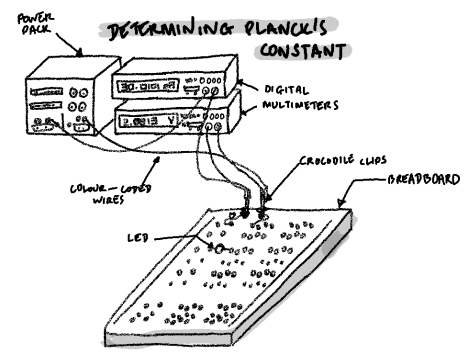 DETERMINING PLANCK'S
CONSTANT
POWER
PACK
DIGITAL
MULTIMETERS
COLOUR-CODED
WIRES
CROCODILE CLIPS
BREADBOARD
LED